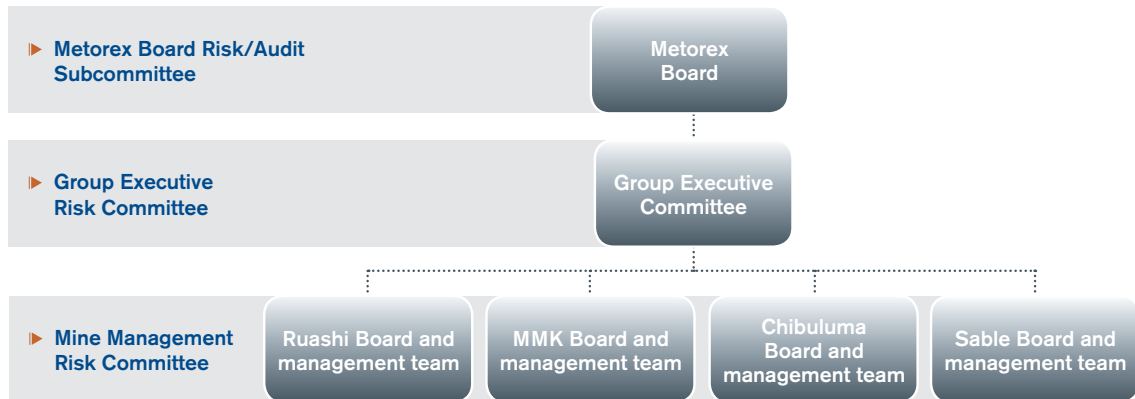 Metorex Board Risk/Audit
Subcommittee
Metorex
Board
Group Executive
Risk Committee
Group Executive
Committee
Mine Management
Risk Committee
Ruashi Board and
management team
MMK Board and
management team
Chibuluma
Board and
management team
Sable Board and
management team